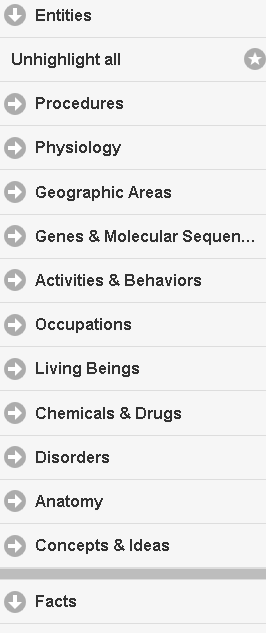 Entities
Unhighlight all
Procedures
Physiology
Geographic Areas
Genes & Molecular Sequen...
Activities & Behaviors
Occupations
Living Beings
Chemicals & Drugs
Disorders
Anatomy
Concepts & Ideas
Facts